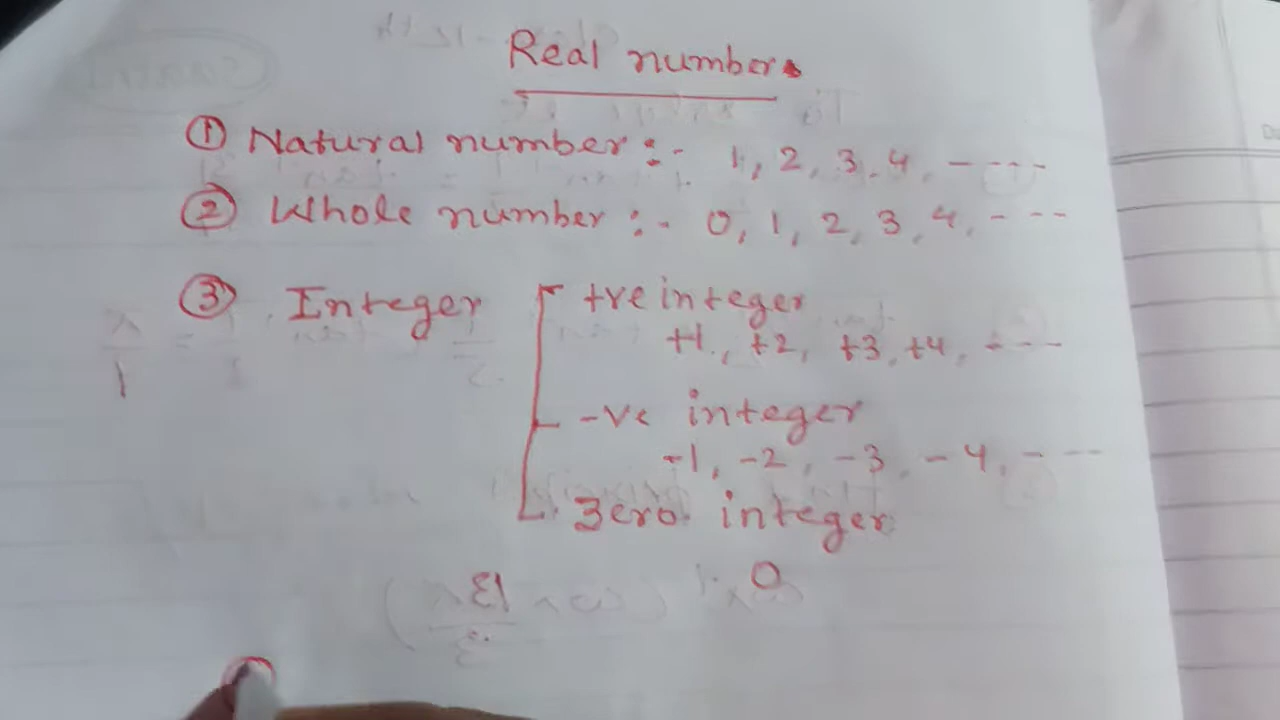 Real number
① Natural number :- 1, 2, 3, 4, ----
② Whole number :- 0, 1, 2, 3, 4, ---
③ Integer
+ve integer
+1, +2, +3, +4, ----
-ve integer
-1, -2, -3, -4, ----
Zero integer
0